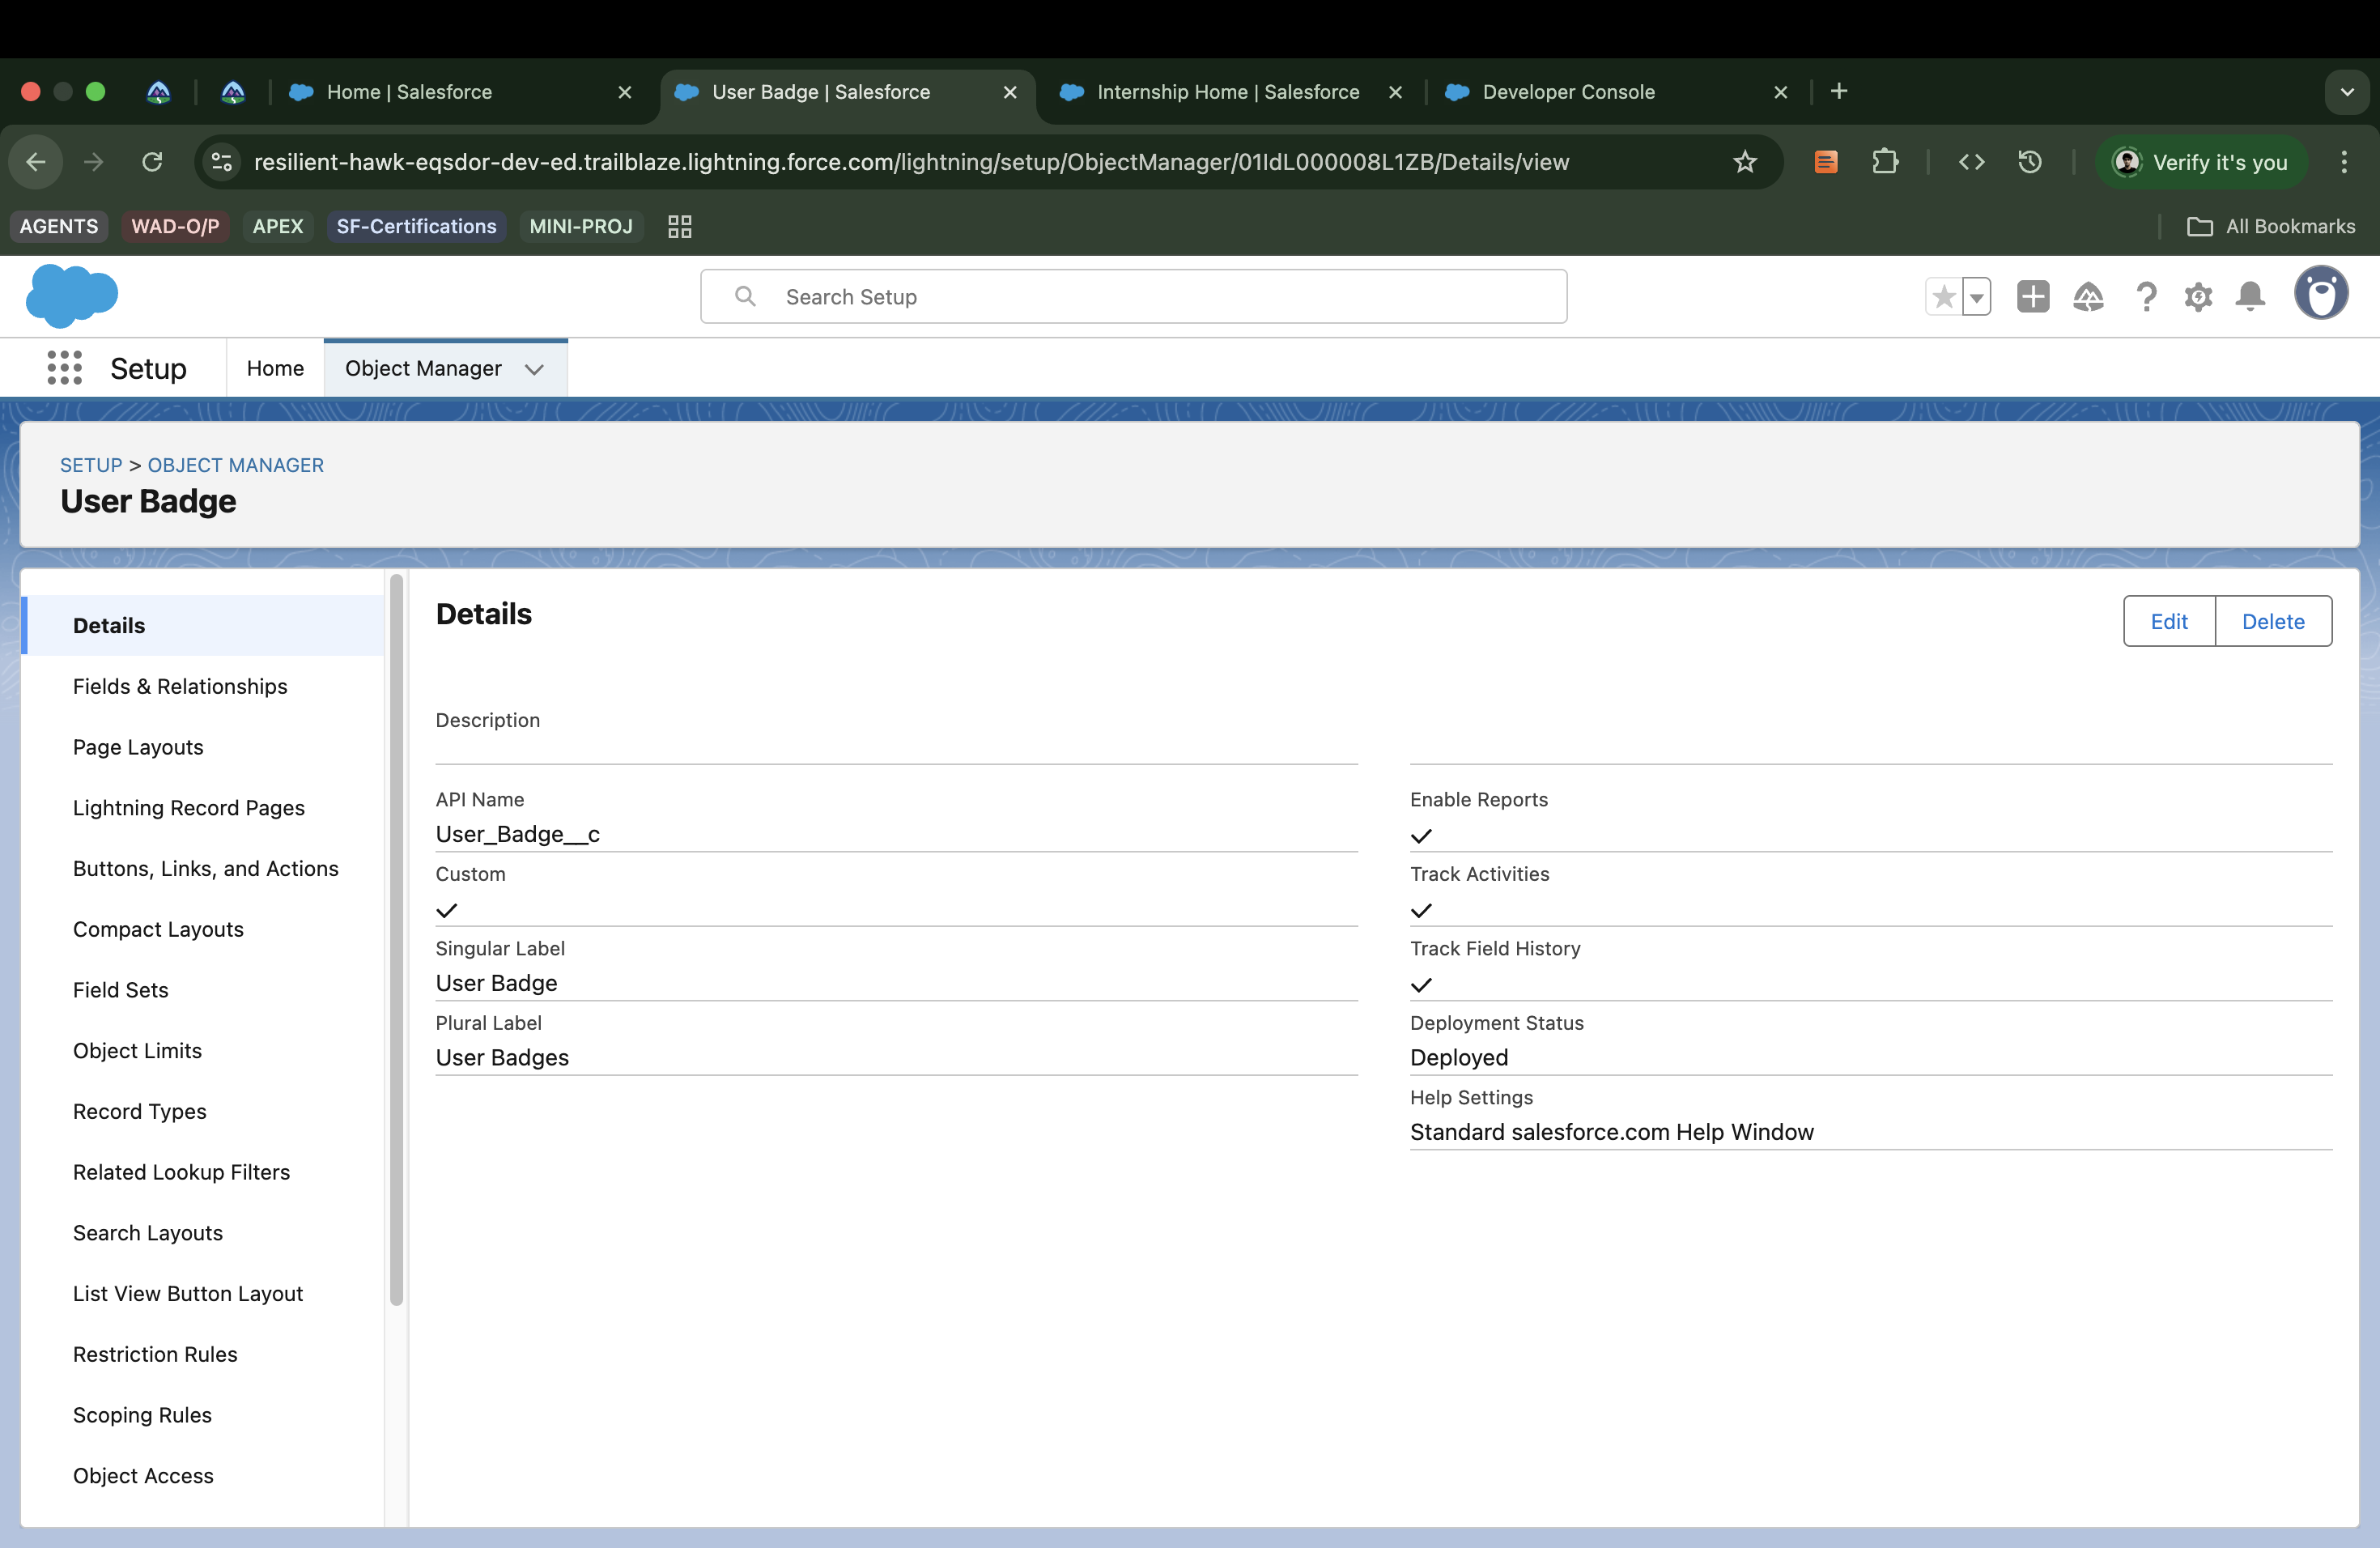 Home | Salesforce
User Badge | Salesforce
Internship Home | Salesforce
Developer Console
resilient-hawk-eqsdor-dev-ed.trailblaze.lightning.force.com/lightning/setup/ObjectManager/01IdL000008L1ZB/Details/view
Verify it's you
AGENTS
WAD-O/P
APEX
SF-Certifications
MINI-PROJ
All Bookmarks
Search Setup
Setup
Home
Object Manager
SETUP > OBJECT MANAGER
User Badge
Details
Fields & Relationships
Page Layouts
Lightning Record Pages
Buttons, Links, and Actions
Compact Layouts
Field Sets
Object Limits
Record Types
Related Lookup Filters
Search Layouts
List View Button Layout
Restriction Rules
Scoping Rules
Object Access
Details
Edit
Delete
Description
API Name
User_Badge__c
Custom
Singular Label
User Badge
Plural Label
User Badges
Enable Reports
Track Activities
Track Field History
Deployment Status
Deployed
Help Settings
Standard salesforce.com Help Window